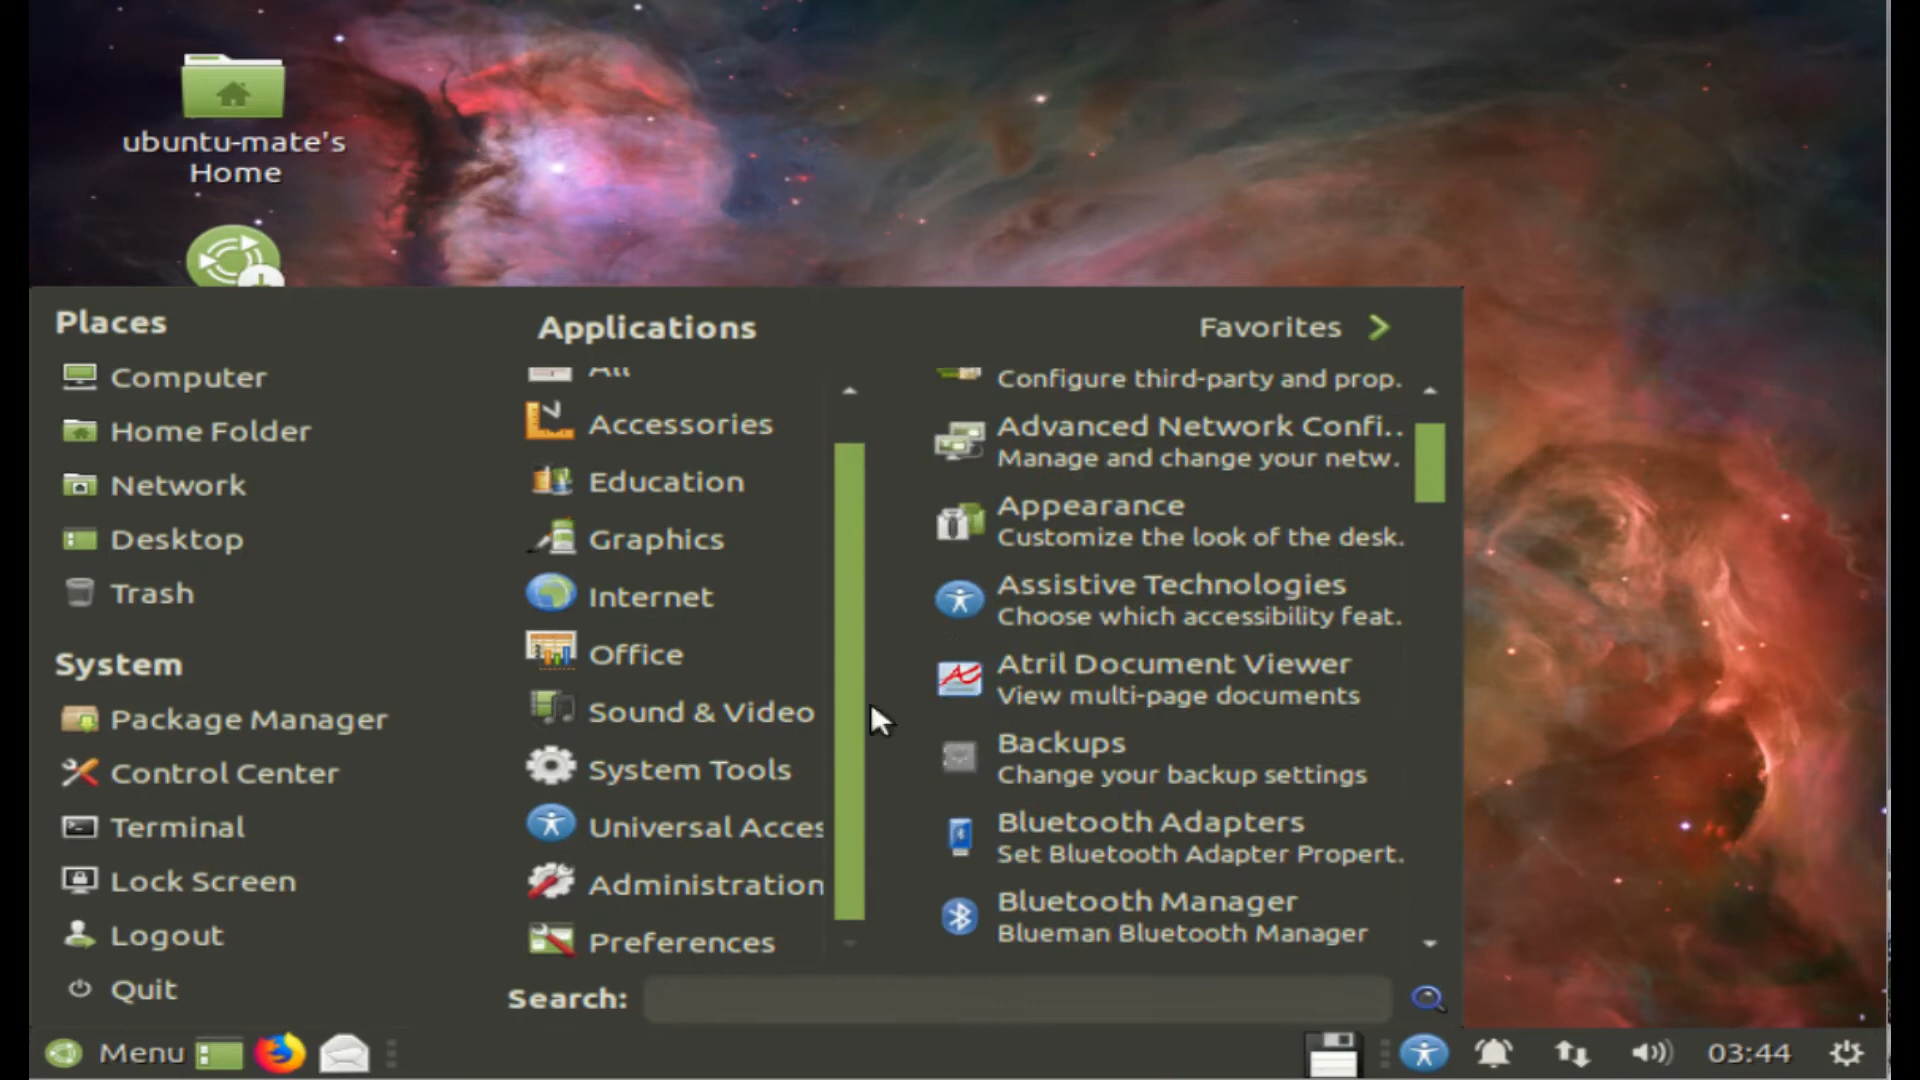 ubuntu-mate's
Home
Places
Computer
Home Folder
Network
Desktop
Trash
System
Package Manager
Control Center
Terminal
Lock Screen
Logout
Quit
Applications
All
Accessories
Education
Graphics
Internet
Office
Sound & Video
System Tools
Universal Acces
Administration
Preferences
Favorites
Configure third-party and prop.
Advanced Network Confi..
Manage and change your netw.
Appearance
Customize the look of the desk.
Assistive Technologies
Choose which accessibility feat.
Atril Document Viewer
View multi-page documents
Backups
Change your backup settings
Bluetooth Adapters
Set Bluetooth Adapter Propert.
Bluetooth Manager
Blueman Bluetooth Manager
Search:
Menu
03:44